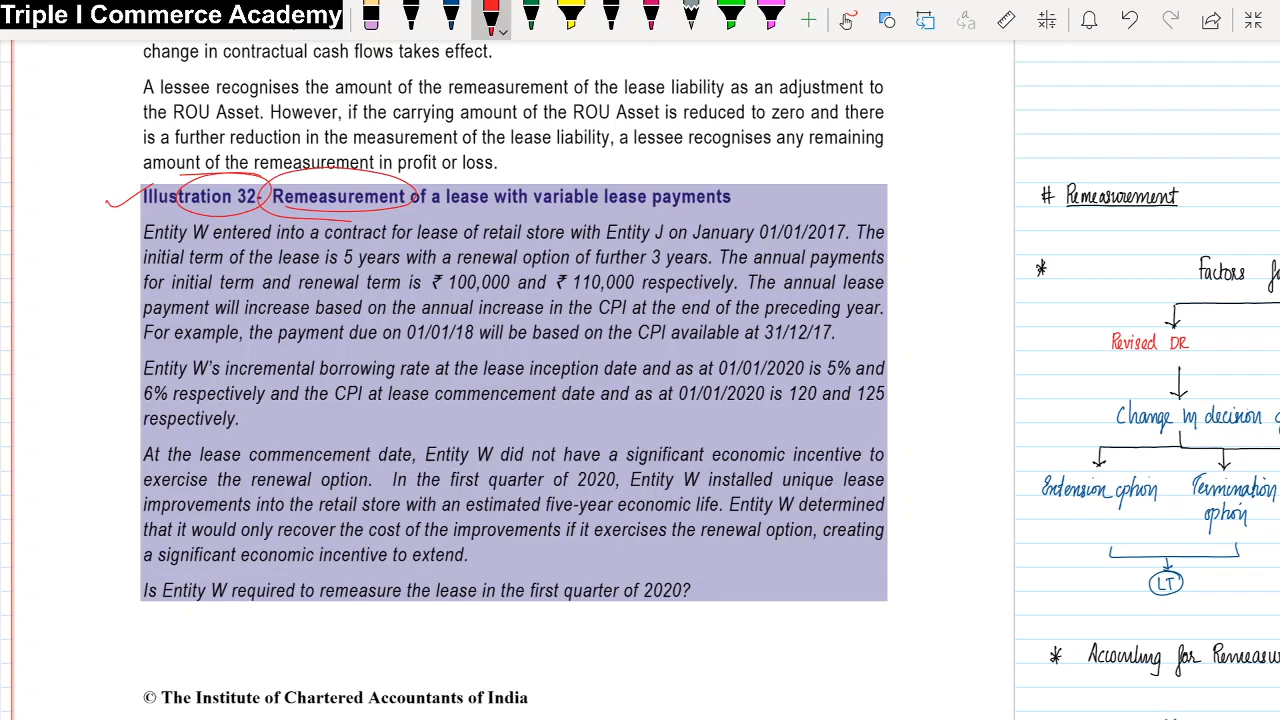 Triple I Commerce Academy
change in contractual cash flows takes effect.
A lessee recognises the amount of the remeasurement of the lease liability as an adjustment to
the ROU Asset. However, if the carrying amount of the ROU Asset is reduced to zero and there
is a further reduction in the measurement of the lease liability, a lessee recognises any remaining
amount of the remeasurement in profit or loss.
Illustration 32- Remeasurement of a lease with variable lease payments
Entity W entered into a contract for lease of retail store with Entity J on January 01/01/2017. The
initial term of the lease is 5 years with a renewal option of further 3 years. The annual payments
for initial term and renewal term is ₹ 100,000 and ₹ 110,000 respectively. The annual lease
payment will increase based on the annual increase in the CPI at the end of the preceding year.
For example, the payment due on 01/01/18 will be based on the CPI available at 31/12/17.
Entity W's incremental borrowing rate at the lease inception date and as at 01/01/2020 is 5% and
6% respectively and the CPI at lease commencement date and as at 01/01/2020 is 120 and 125
respectively.
At the lease commencement date, Entity W did not have a significant economic incentive to
exercise the renewal option. In the first quarter of 2020, Entity W installed unique lease
improvements into the retail store with an estimated five-year economic life. Entity W determined
that it would only recover the cost of the improvements if it exercises the renewal option, creating
a significant economic incentive to extend.
Is Entity W required to remeasure the lease in the first quarter of 2020?
© The Institute of Chartered Accountants of India
# Remeasurement
* Factors
Revised DR
Change in decision
Extension option
Termination
option
LT
* Accounting for Remeasu